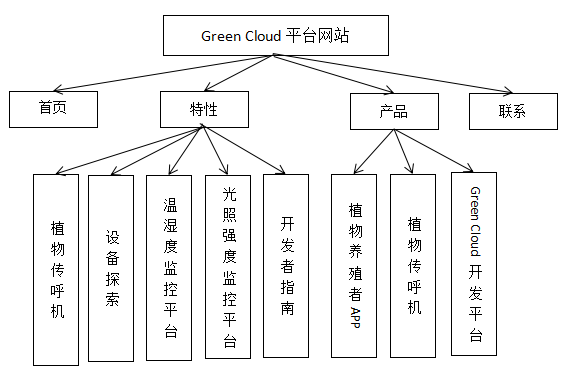 Green Cloud 平台网站
首页
特性
产品
联系
植物传呼机
设备探索
温湿度监控平台
光照强度监控平台
开发者指南
植物养殖者APP
植物传呼机
Green Cloud 开发平台